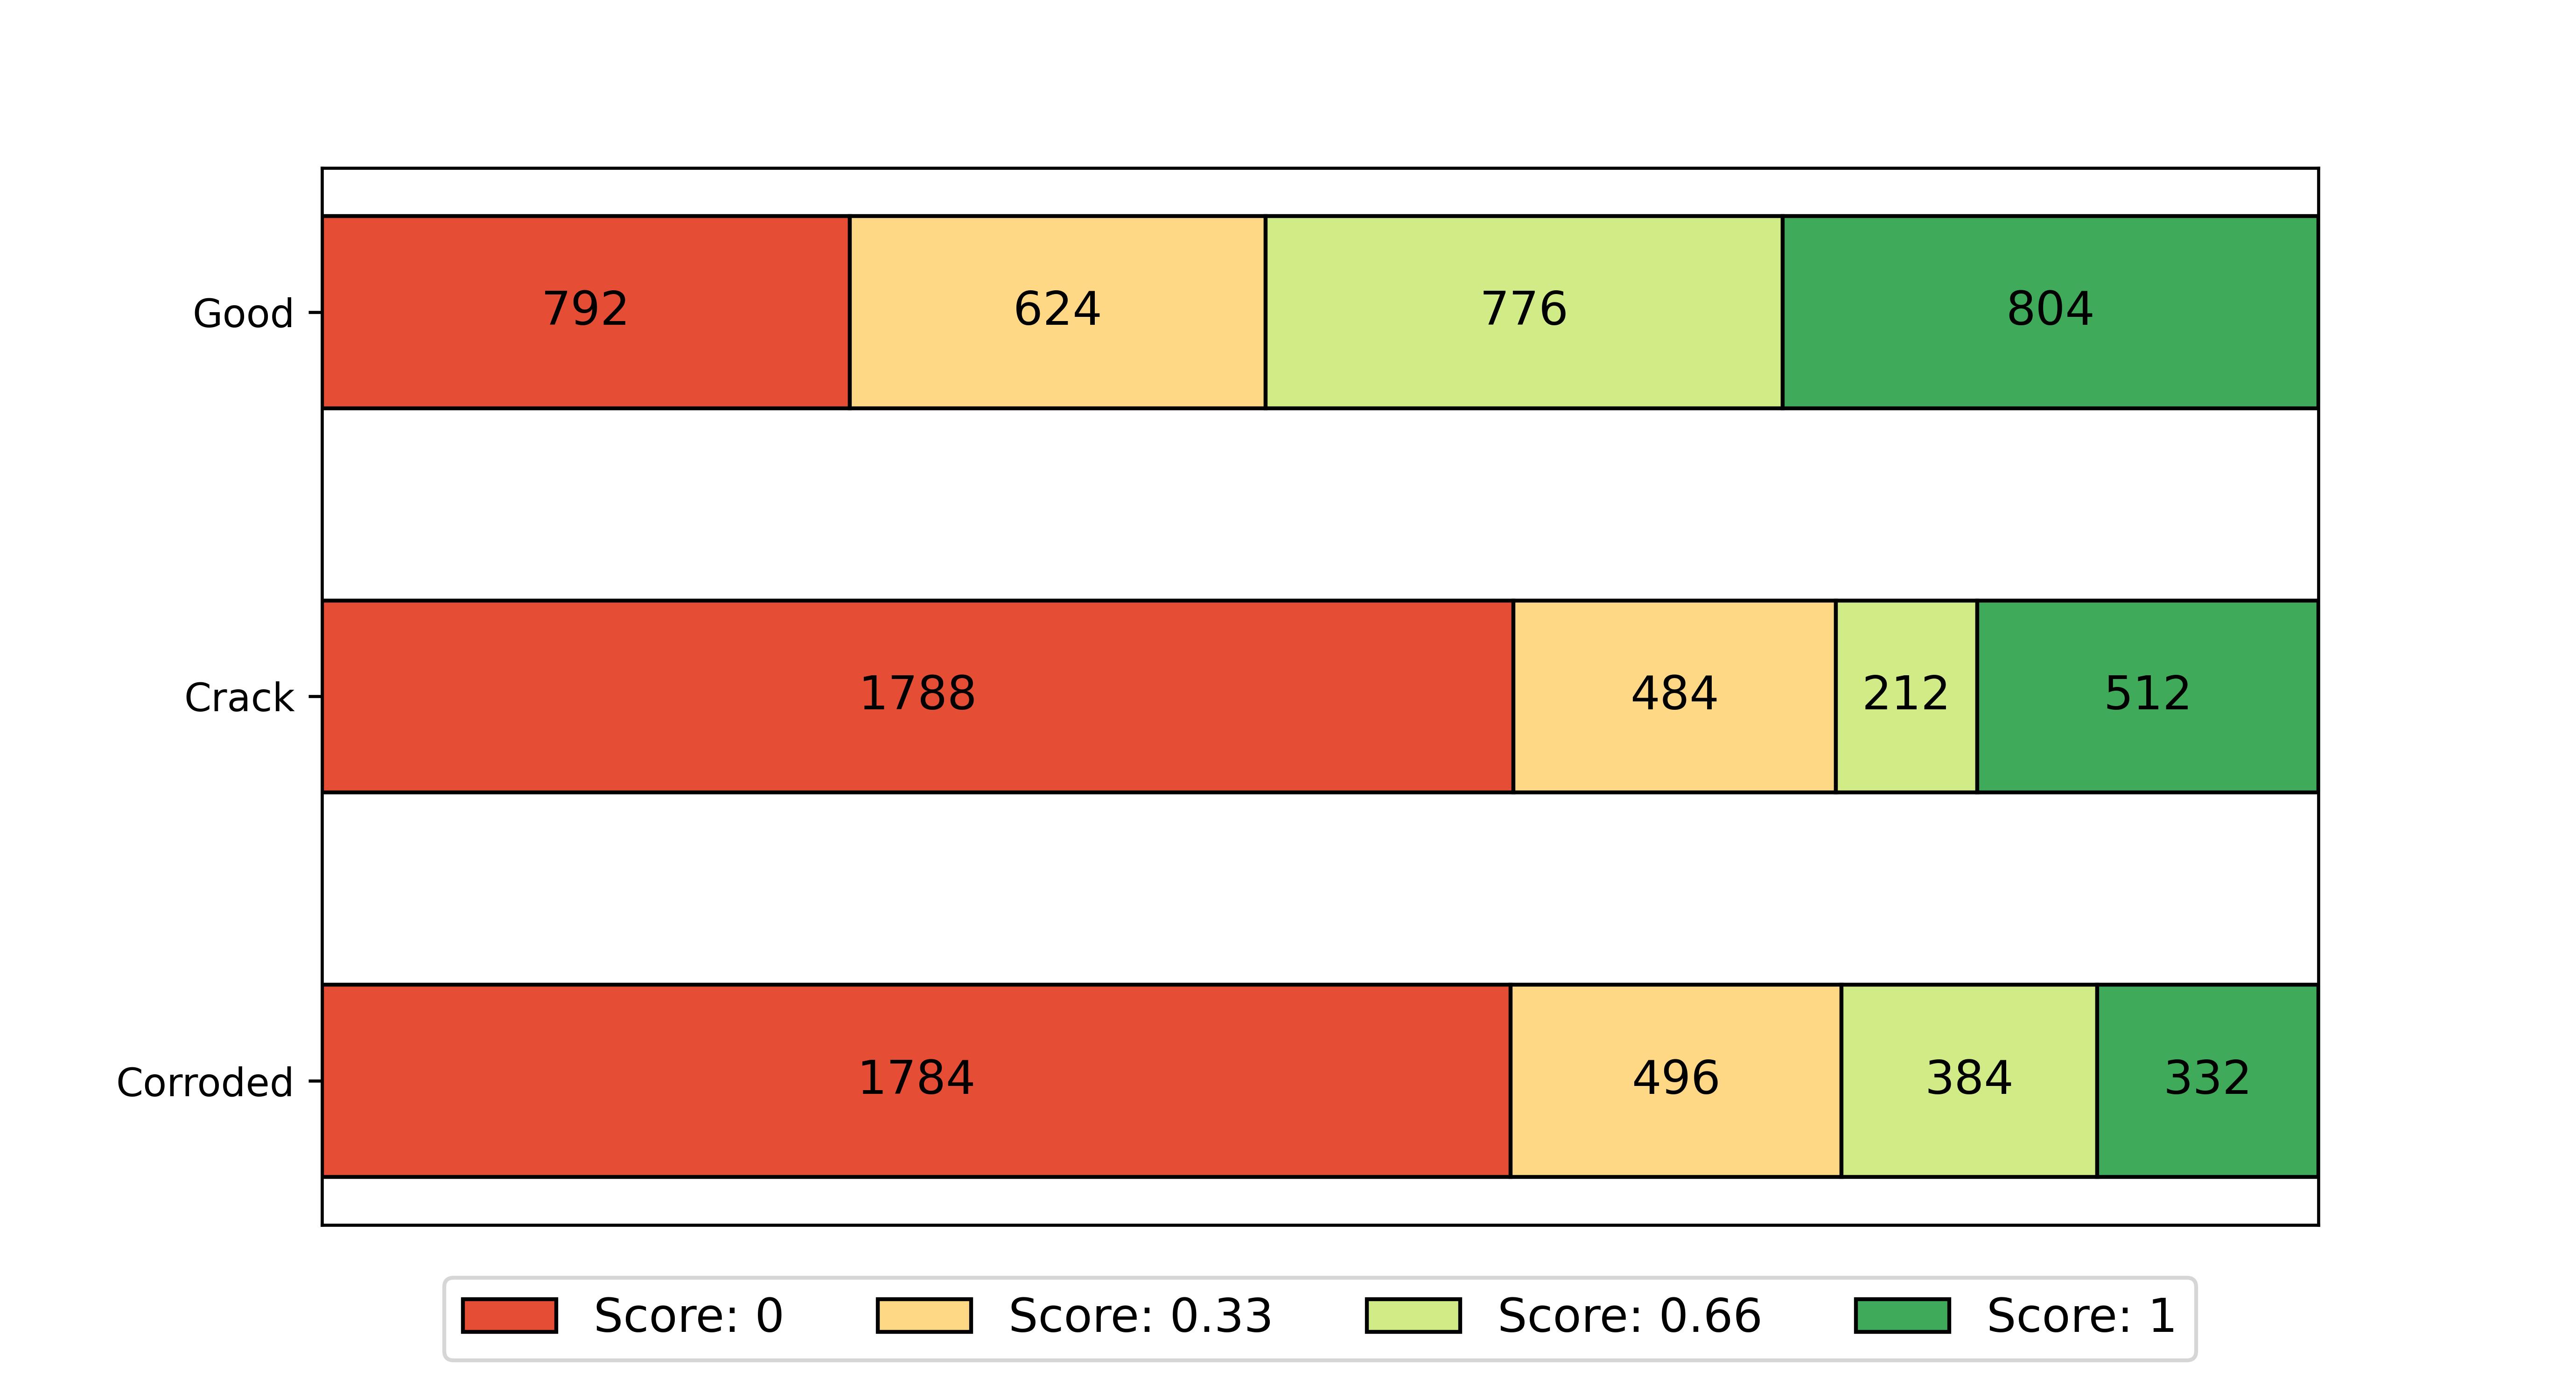 Good 792 624 776 804
Crack 1788 484 212 512
Corroded 1784 496 384 332
Score: 0 Score: 0.33 Score: 0.66 Score: 1